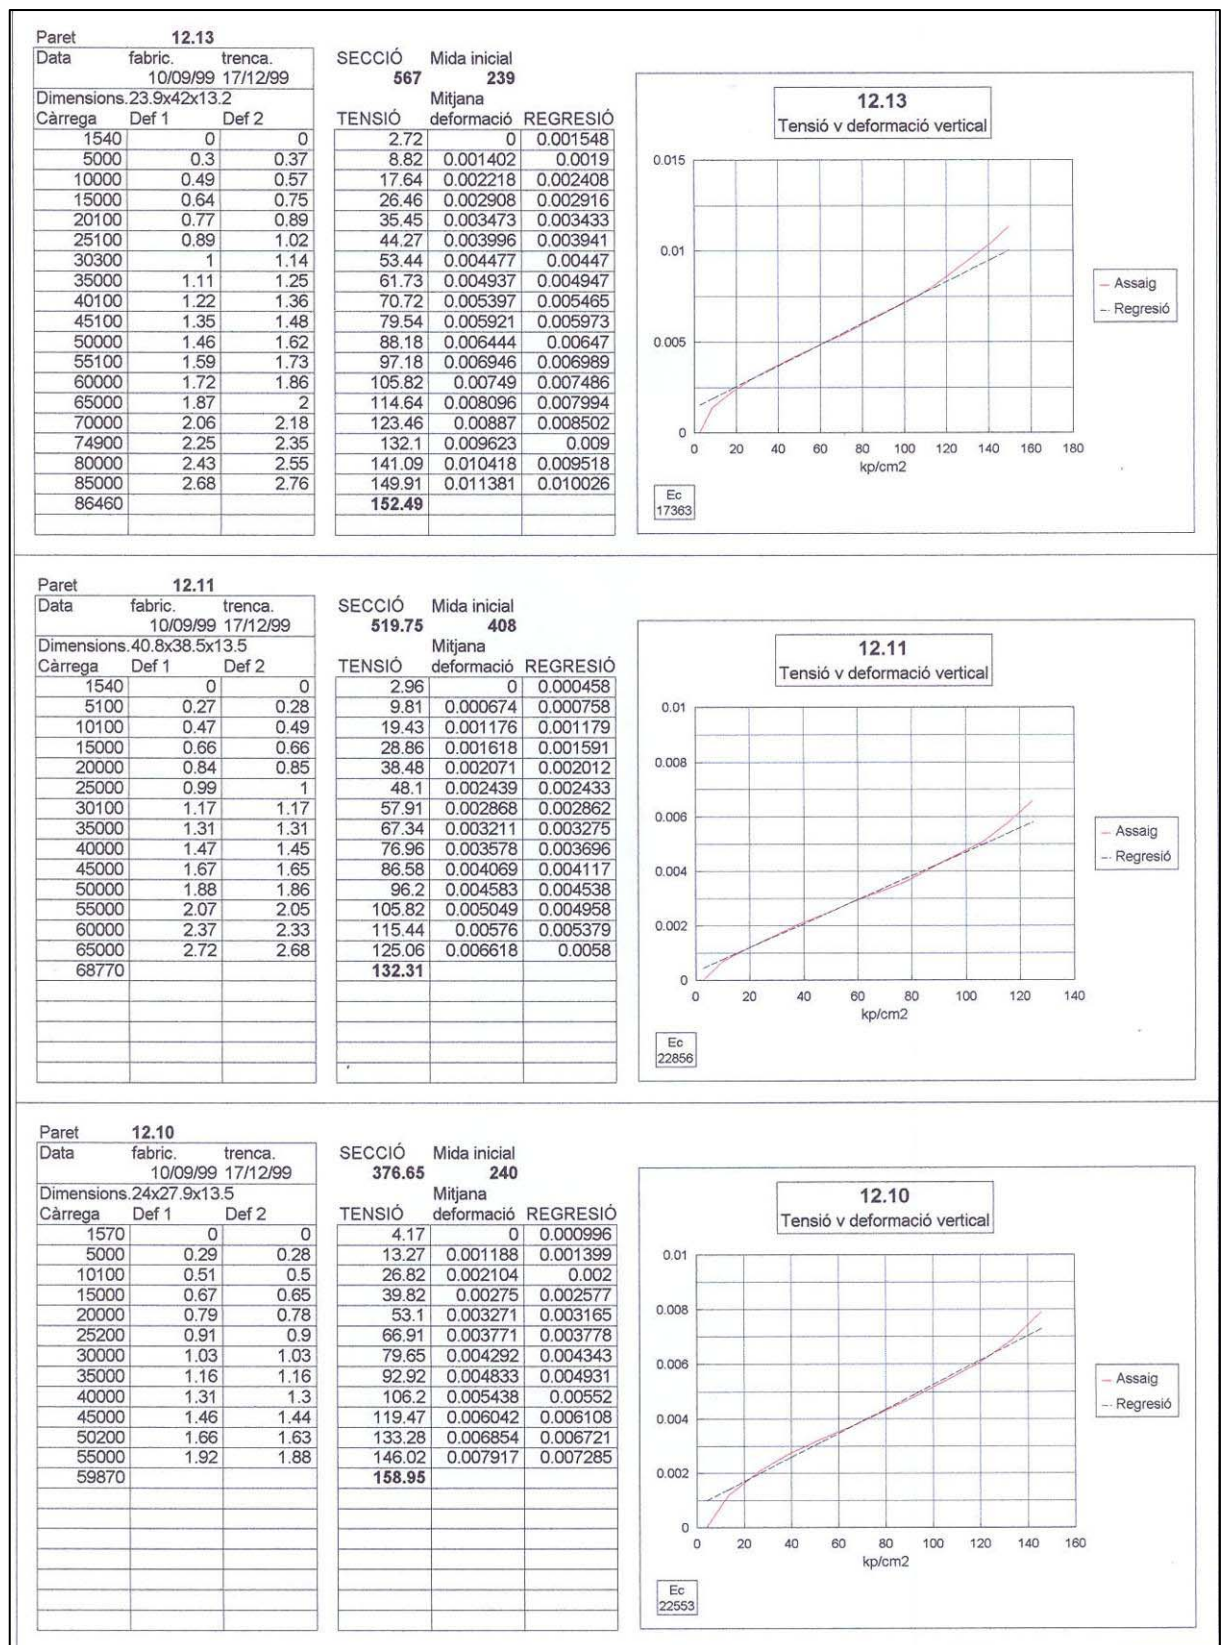 Paret 12.13
Data fabric. trenca. SECCIÓ Mida inicial
10/09/99 17/12/99 567 239
Dimensions.23.9x42x13.2 Mitjana
Càrrega Def 1 Def 2 TENSIÓ deformació REGRESIÓ
1540 0 0 2.72 0 0.001548
5000 0.3 0.37 8.82 0.001402 0.0019
10000 0.49 0.57 17.64 0.002218 0.002408
15000 0.64 0.75 26.46 0.002908 0.002916
20100 0.77 0.89 35.45 0.003473 0.003433
25100 0.89 1.02 44.27 0.003996 0.003941
30300 1 1.14 53.44 0.004477 0.00447
35000 1.11 1.25 61.73 0.004937 0.004947
40100 1.22 1.36 70.72 0.005397 0.005465
45100 1.35 1.48 79.54 0.005921 0.005973
50000 1.46 1.62 88.18 0.006444 0.00647
55100 1.59 1.73 97.18 0.006946 0.006989
60000 1.72 1.86 105.82 0.00749 0.007486
65000 1.87 2 114.64 0.008096 0.007994
70000 2.06 2.18 123.46 0.00887 0.008502
74900 2.25 2.35 132.1 0.009623 0.009
80000 2.43 2.55 141.09 0.010418 0.009518
85000 2.68 2.76 149.91 0.011381 0.010026
86460 152.49
12.13
Tensió v deformació vertical
0.015
0.01
0.005
0
0 20 40 60 80 100 120 140 160 180
kp/cm2
Assaig
Regresió
Ec
17363
Paret 12.11
Data fabric. trenca. SECCIÓ Mida inicial
10/09/99 17/12/99 519.75 408
Dimensions.40.8x38.5x13.5 Mitjana
Càrrega Def 1 Def 2 TENSIÓ deformació REGRESIÓ
1540 0 0 2.96 0 0.000458
5100 0.27 0.28 9.81 0.000674 0.000758
10100 0.47 0.49 19.43 0.001176 0.001179
15000 0.66 0.66 28.86 0.001618 0.001591
20000 0.84 0.85 38.48 0.002071 0.002012
25000 0.99 1 48.1 0.002439 0.002433
30100 1.17 1.17 57.91 0.002868 0.002862
35000 1.31 1.31 67.34 0.003211 0.003275
40000 1.47 1.45 76.96 0.003578 0.003696
45000 1.67 1.65 86.58 0.004069 0.004117
50000 1.88 1.86 96.2 0.004583 0.004538
55000 2.07 2.05 105.82 0.005049 0.004958
60000 2.37 2.33 115.44 0.00576 0.005379
65000 2.72 2.68 125.06 0.006618 0.0058
68770 132.31
12.11
Tensió v deformació vertical
0.01
0.008
0.006
0.004
0.002
0
0 20 40 60 80 100 120 140
kp/cm2
Assaig
Regresió
Ec
22856
Paret 12.10
Data fabric. trenca. SECCIÓ Mida inicial
10/09/99 17/12/99 376.65 240
Dimensions.24x27.9x13.5 Mitjana
Càrrega Def 1 Def 2 TENSIÓ deformació REGRESIÓ
1570 0 0 4.17 0 0.000996
5000 0.29 0.28 13.27 0.001188 0.001399
10100 0.51 0.5 26.82 0.002104 0.002
15000 0.67 0.65 39.82 0.00275 0.002577
20000 0.79 0.78 53.1 0.003271 0.003165
25200 0.91 0.9 66.91 0.003771 0.003778
30000 1.03 1.03 79.65 0.004292 0.004343
35000 1.16 1.16 92.92 0.004833 0.004931
40000 1.31 1.3 106.2 0.005438 0.00552
45000 1.46 1.44 119.47 0.006042 0.006108
50200 1.66 1.63 133.28 0.006854 0.006721
55000 1.92 1.88 146.02 0.007917 0.007285
59870 158.95
12.10
Tensió v deformació vertical
0.01
0.008
0.006
0.004
0.002
0
0 20 40 60 80 100 120 140 160
kp/cm2
Assaig
Regresió
Ec
22553